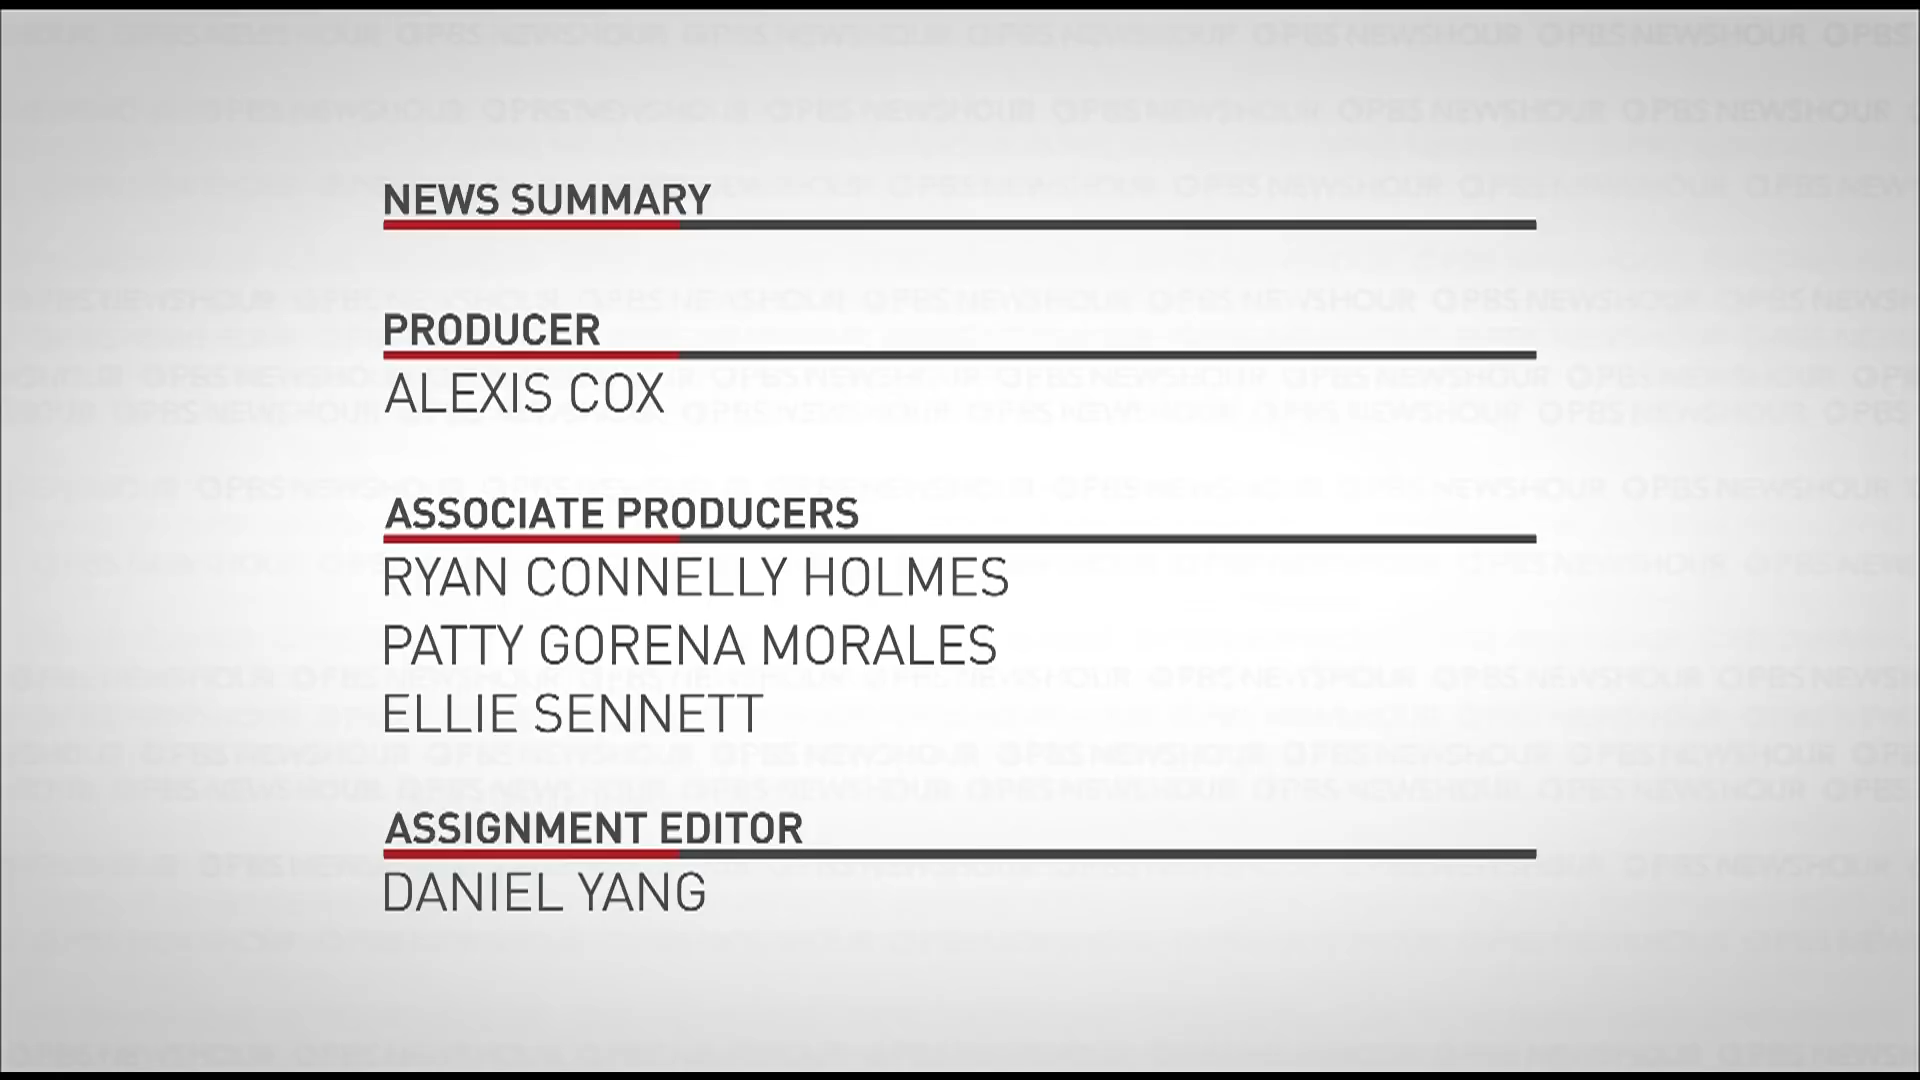 NEWS SUMMARY
PRODUCER
ALEXIS COX
ASSOCIATE PRODUCERS
RYAN CONNELLY HOLMES
PATTY GORENA MORALES
ELLIE SENNETT
ASSIGNMENT EDITOR
DANIEL YANG